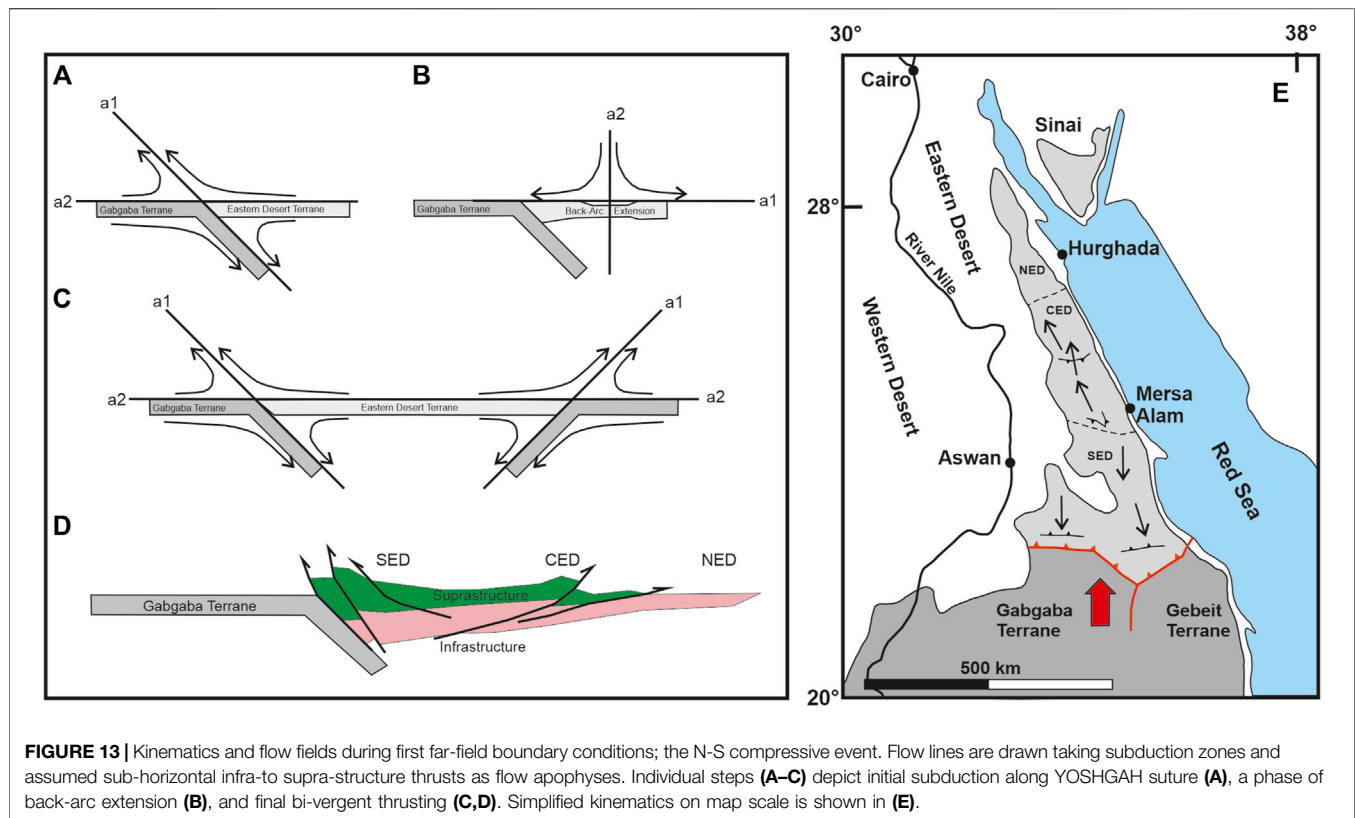 A
a1
a2
Gabgaba Terrane
Eastern Desert Terrane
B
a2
Gabgaba Terrane
Back-Arc
Extension
a1
C
a1
a1
a2
a2
Gabgaba Terrane
Eastern Desert Terrane
D
SED
CED
NED
Gabgaba Terrane
Suprastructure
Infrastructure
30°
38°
E
Cairo
Sinai
Eastern Desert
28°
River Nile
Hurghada
NED
CED
Western Desert
Mersa
Alam
SED
Aswan
Red Sea
Gabgaba
Terrane
Gebeit
Terrane
500 km
20°
FIGURE 13 | Kinematics and flow fields during first far-field boundary conditions; the N-S compressive event. Flow lines are drawn taking subduction zones and
assumed sub-horizontal infra-to supra-structure thrusts as flow apophyses. Individual steps (A–C) depict initial subduction along YOSHGAH suture (A), a phase of
back-arc extension (B), and final bi-vergent thrusting (C,D). Simplified kinematics on map scale is shown in (E).